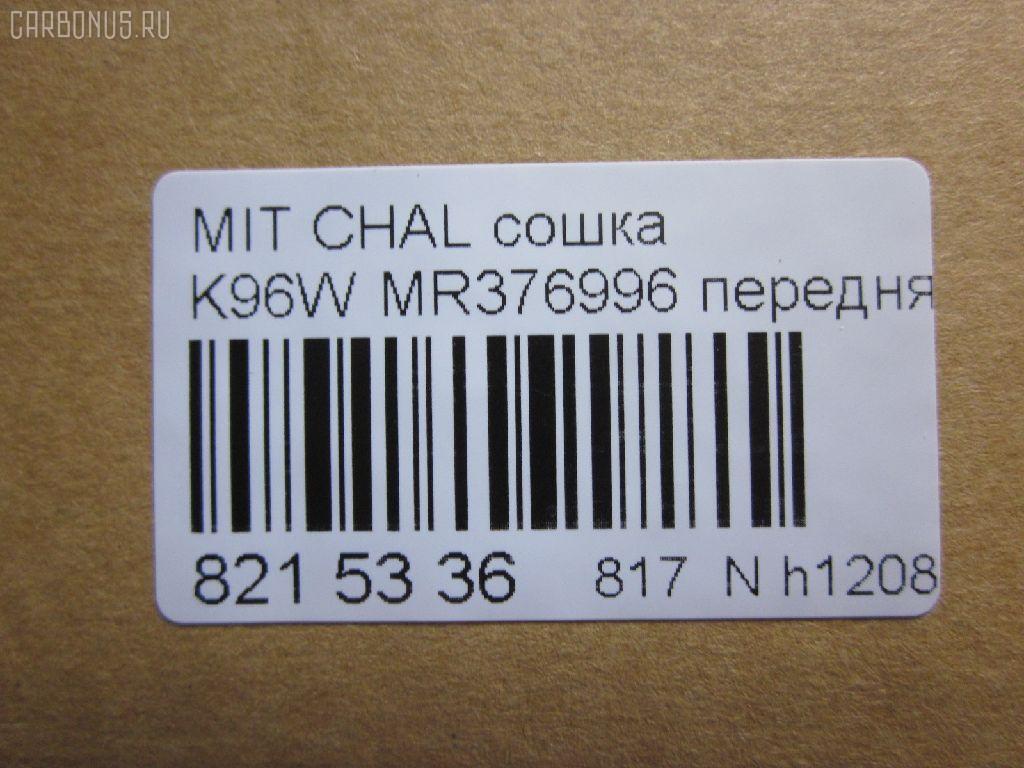 CARBONUS.RU
MIT CHAL сошка
K96W MR376996 передня
821 53 36 817 N h1208